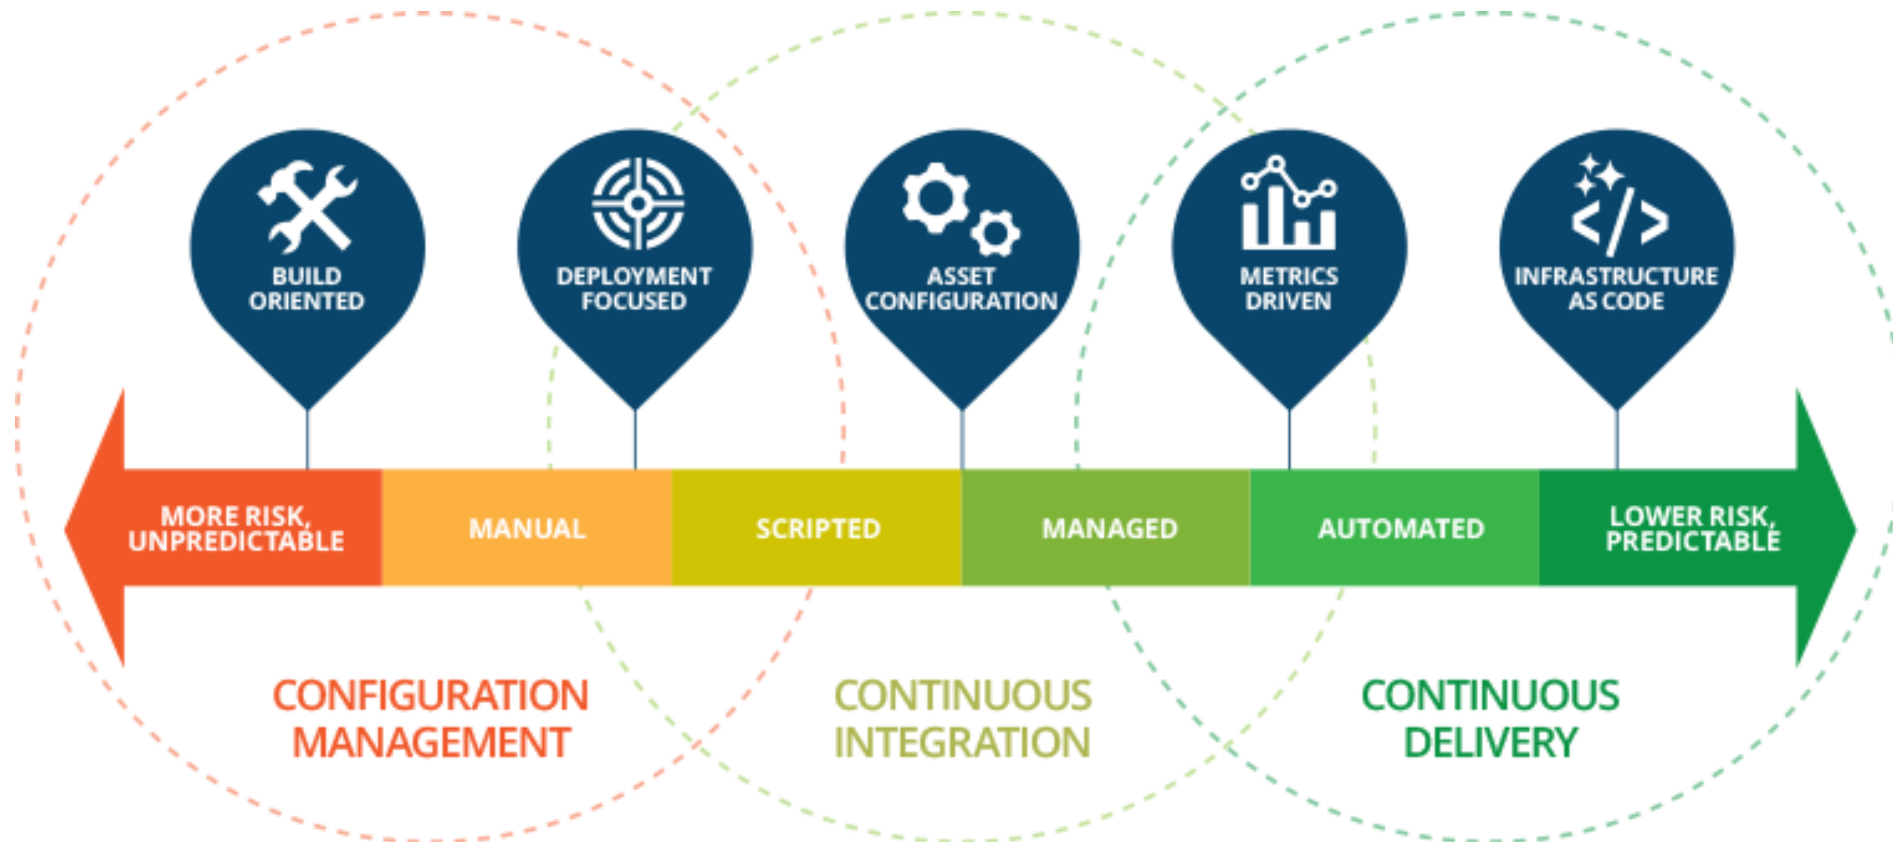 BUILD
ORIENTED
DEPLOYMENT
FOCUSED
ASSET
CONFIGURATION
METRICS
DRIVEN
INFRASTRUCTURE
AS CODE
MORE RISK,
UNPREDICTABLE
MANUAL
SCRIPTED
MANAGED
AUTOMATED
LOWER RISK,
PREDICTABLE
CONFIGURATION
MANAGEMENT
CONTINUOUS
INTEGRATION
CONTINUOUS
DELIVERY